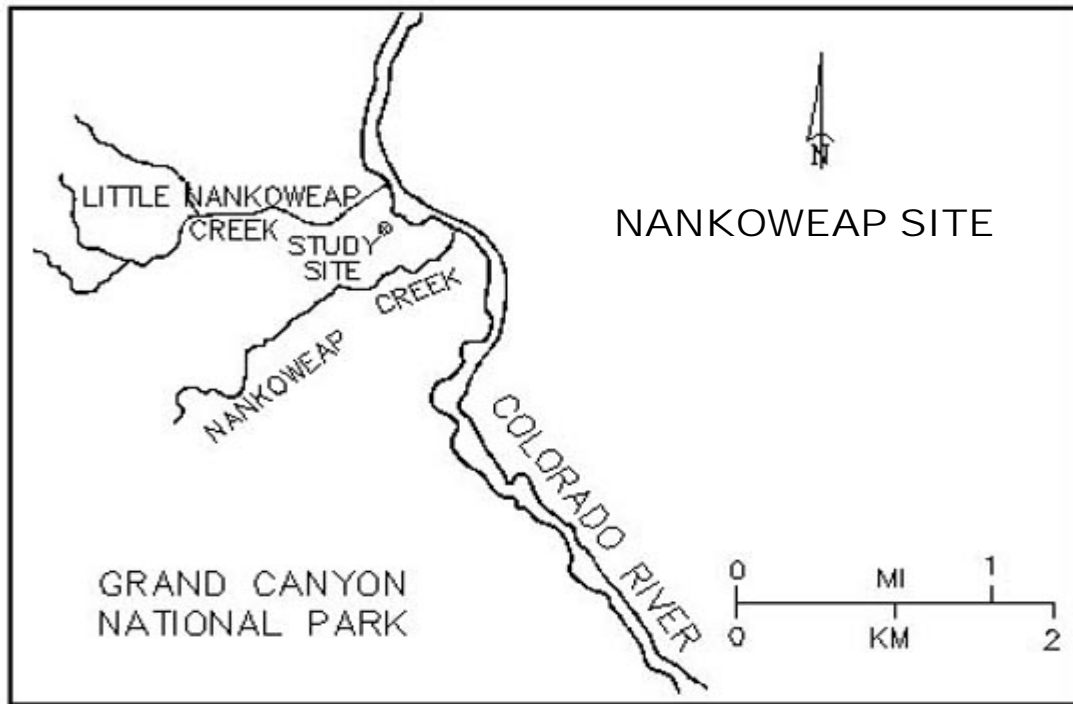 N
NANKOWEAP SITE
LITTLE NANKOWEAP
CREEK
STUDY
SITE
NANKOWEAP CREEK
COLORADO RIVER
GRAND CANYON
NATIONAL PARK
0 MI 1
0 KM 2